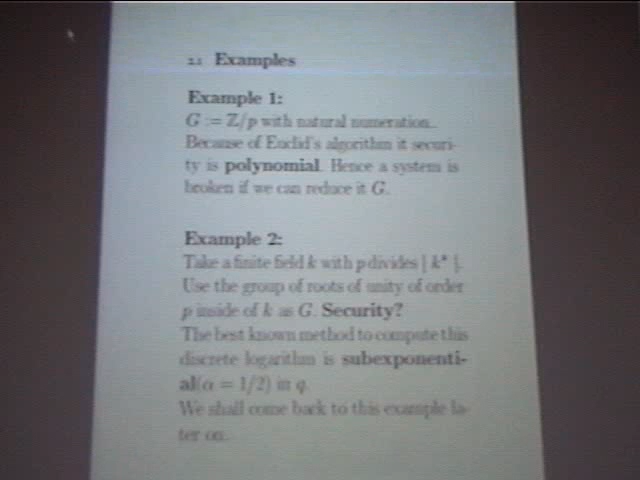 2.1 Examples
Example 1:
G := ℤ/p with natural numeration.
Because of Euclid's algorithm it securi-
ty is polynomial. Hence a system is
broken if we can reduce it G.
Example 2:
Take a finite field k with p divides | k* |.
Use the group of roots of unity of order
p inside of k as G. Security?
The best known method to compute this
discrete logarithm is subexponenti-
al(α = 1/2) in q.
We shall come back to this example la-
ter on.